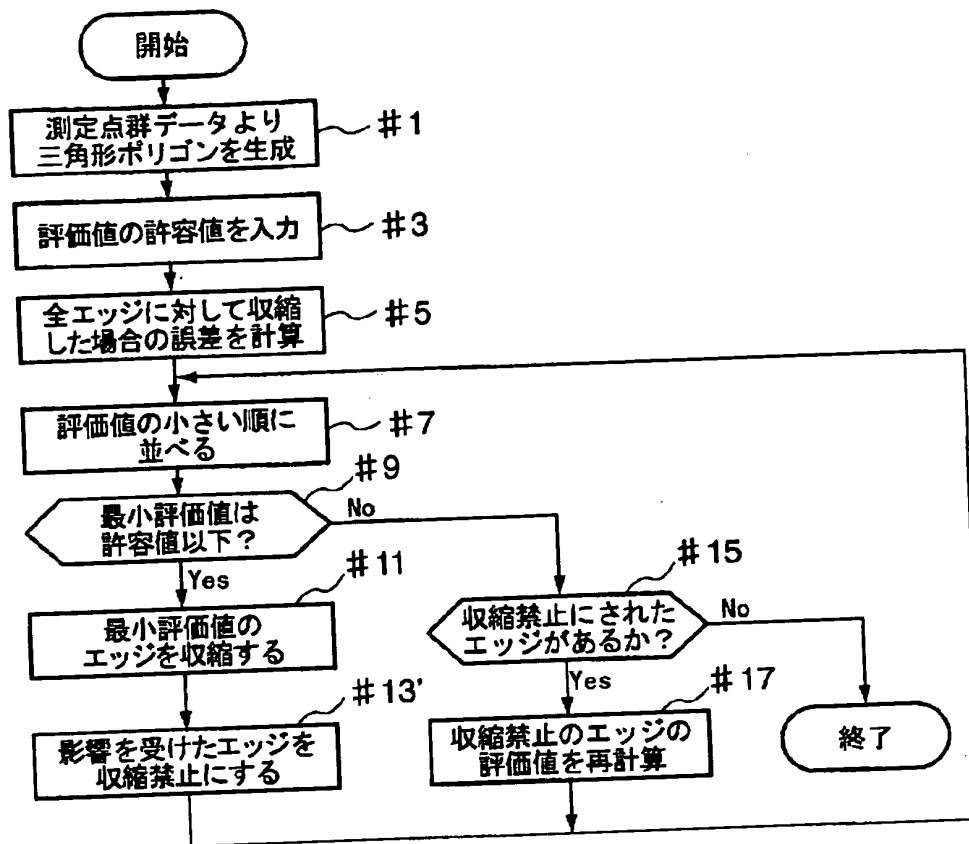 開始
測定点群データより
三角形ポリゴンを生成
#1
評価値の許容値を入力
#3
全エッジに対して収縮
した場合の誤差を計算
#5
評価値の小さい順に
並べる
#7
#9
最小評価値は
許容値以下?
No
Yes
#11
最小評価値の
エッジを収縮する
#13'
影響を受けたエッジを
収縮禁止にする
#15
収縮禁止にされた
エッジがあるか?
No
Yes
#17
収縮禁止のエッジの
評価値を再計算
終了